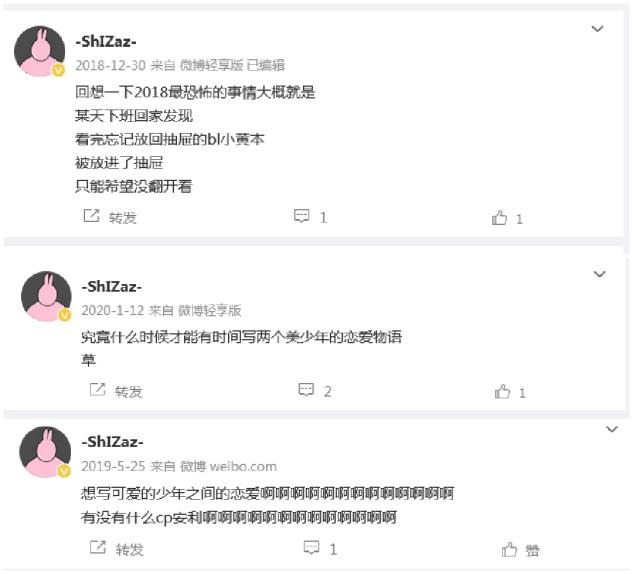 -ShIZaz-
2018-12-30 来自 微博轻享版 已编辑
回想一下2018最恐怖的事情大概就是
某天下班回家发现
看完忘记放回抽屉的bl小黄本
被放进了抽屉
只能希望没翻开看
转发 1 1
-ShIZaz-
2020-1-12 来自 微博轻享版
究竟什么时候才能有时间写两个美少年的恋爱物语
草
转发 2 1
-ShIZaz-
2019-5-25 来自 微博 weibo.com
想写可爱的少年之间的恋爱啊啊啊啊啊啊啊啊啊啊啊啊啊
有没有什么cp安利啊啊啊啊啊啊啊啊啊啊啊啊啊
转发 1 赞